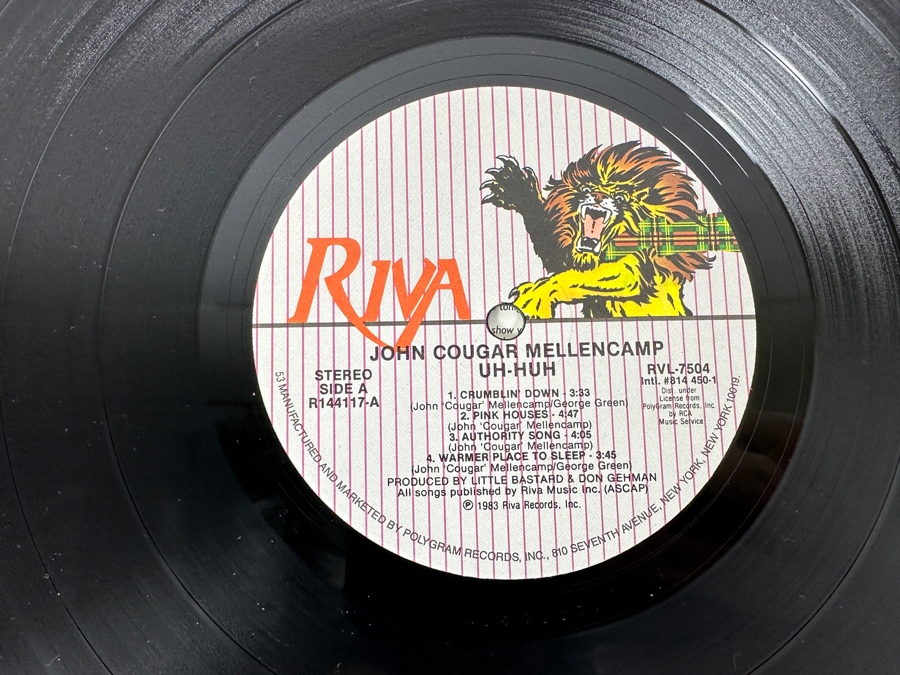 RIVA
tom
show y
JOHN COUGAR MELLENCAMP
UH-HUH
STEREO
SIDE A
R144117-A
RVL-7504
Intl. #814 450-1
Dist. under
License from
PolyGram Records, Inc.
by RCA
Music Service
1. CRUMBLIN' DOWN - 3:33
(John 'Cougar' Mellencamp/George Green)
2. PINK HOUSES - 4:47
(John 'Cougar' Mellencamp)
3. AUTHORITY SONG - 4:05
(John 'Cougar' Mellencamp)
4. WARMER PLACE TO SLEEP - 3:45
(John 'Cougar' Mellencamp/George Green)
PRODUCED BY LITTLE BASTARD & DON GEHMAN
All songs published by Riva Music Inc. (ASCAP)
℗ 1983 Riva Records, Inc.
53 MANUFACTURED AND MARKETED BY POLYGRAM RECORDS, INC., 810 SEVENTH AVENUE, NEW YORK, NEW YORK 10019.